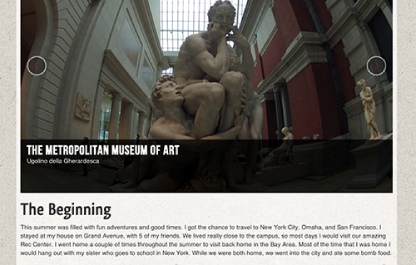 THE METROPOLITAN MUSEUM OF ART
Ugolino della Gherardesca
The Beginning
This summer was filled with fun adventures and good times. I got the chance to travel to New York City, Omaha, and San Francisco. I
stayed at my house on Grand Avenue, with 5 of my friends. We lived really close to the campus, so most days I would visit our amazing
Rec Center. I went home a couple of times throughout the summer to visit back home in the Bay Area. Most of the time that I was home I
would hang out with my sister who goes to school in New York. While we were both home, we went into the city and ate some bomb food.